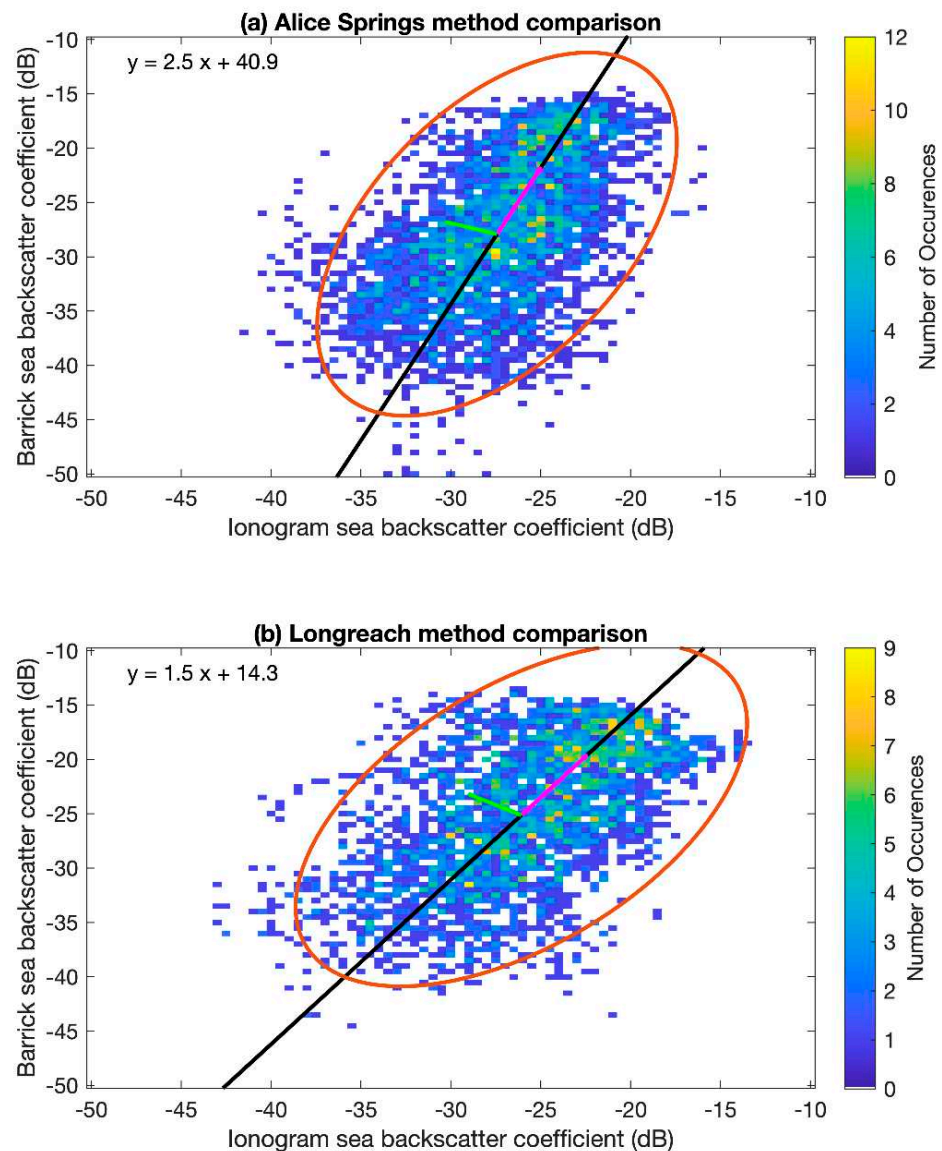 (a) Alice Springs method comparison
y = 2.5 x + 40.9
Barrick sea backscatter coefficient (dB)
-10
-15
-20
-25
-30
-35
-40
-45
-50
-50 -45 -40 -35 -30 -25 -20 -15 -10
Ionogram sea backscatter coefficient (dB)
12
10
8
6
4
2
0
Number of Occurences
(b) Longreach method comparison
y = 1.5 x + 14.3
Barrick sea backscatter coefficient (dB)
-10
-15
-20
-25
-30
-35
-40
-45
-50
-50 -45 -40 -35 -30 -25 -20 -15 -10
Ionogram sea backscatter coefficient (dB)
9
8
7
6
5
4
3
2
1
0
Number of Occurences